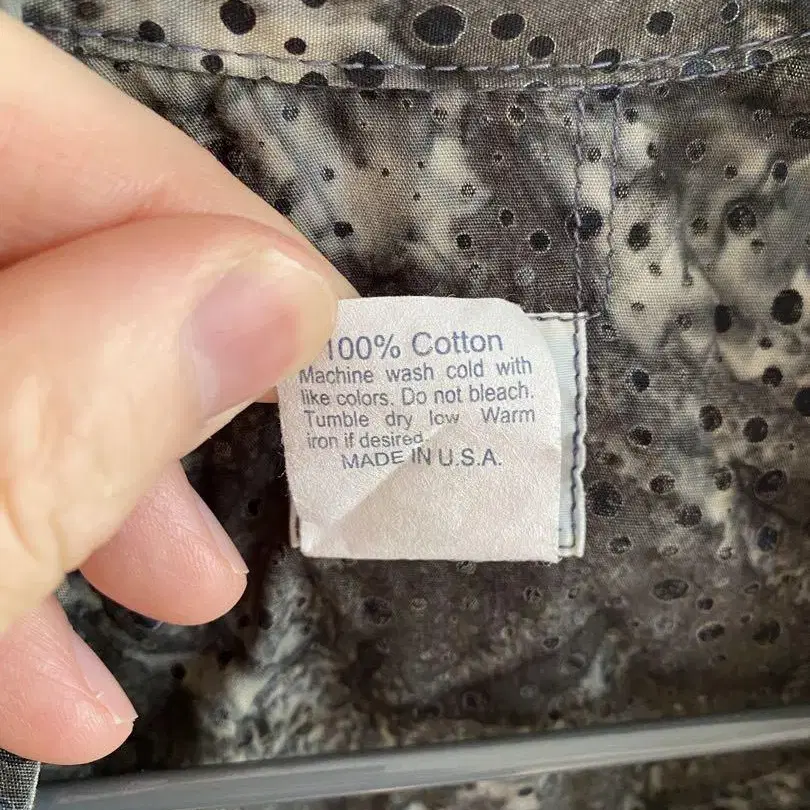 100% Cotton
Machine wash cold with
like colors. Do not bleach.
Tumble dry low Warm
iron if desired
MADE IN U.S.A.